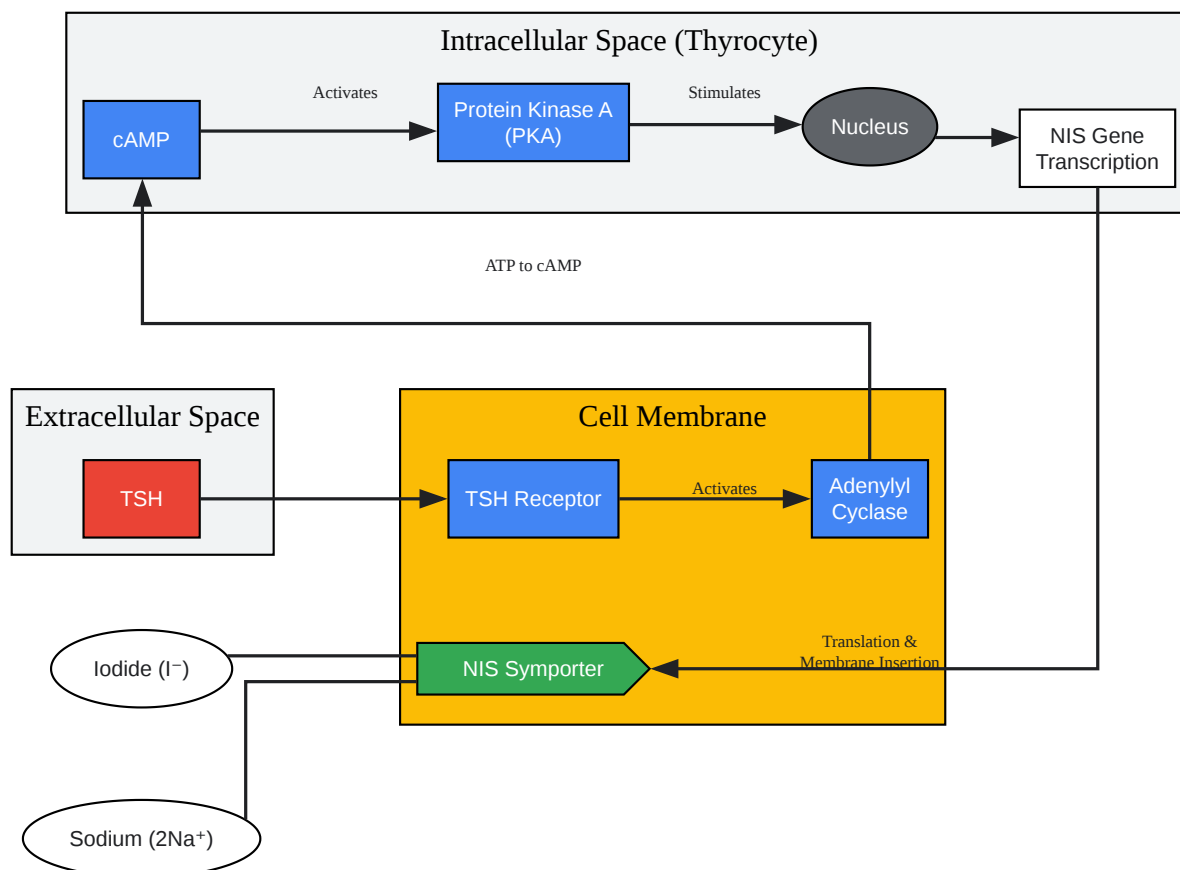 Intracellular Space (Thyrocyte)
Activates
Stimulates
cAMP
Protein Kinase A
(PKA)
Nucleus
NIS Gene
Transcription
ATP to cAMP
Extracellular Space
Cell Membrane
TSH
TSH Receptor
Activates
Adenylyl
Cyclase
Iodide (I⁻)
NIS Symporter
Translation &
Membrane Insertion
Sodium (2Na⁺)